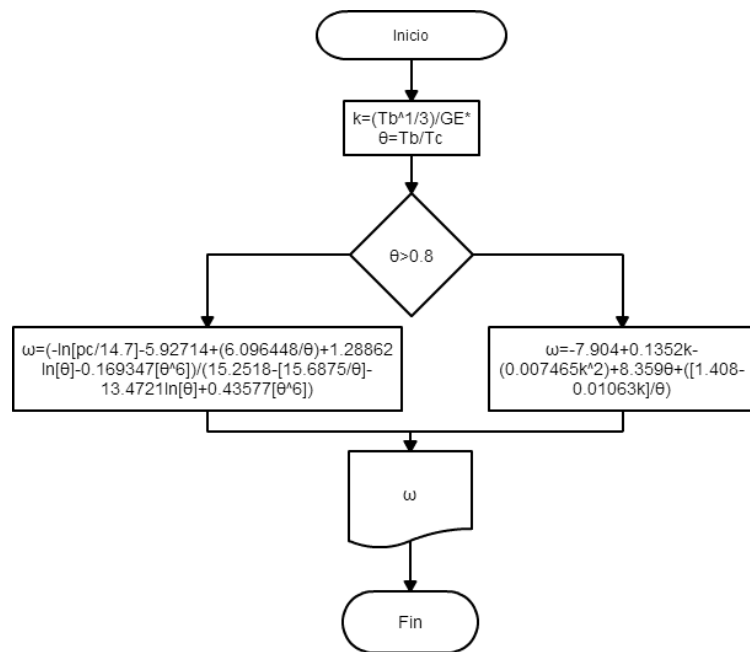 Inicio
k=(Tb^1/3)/GE*
θ=Tb/Tc
θ>0.8
ω=(-ln[pc/14.7]-5.92714+(6.096448/θ)+1.28862
ln[θ]-0.169347[θ^6])/(15.2518-[15.6875/θ]-
13.4721ln[θ]+0.43577[θ^6])
ω=-7.904+0.1352k-
(0.007465k^2)+8.359θ+([1.408-
0.01063k]/θ)
ω
Fin